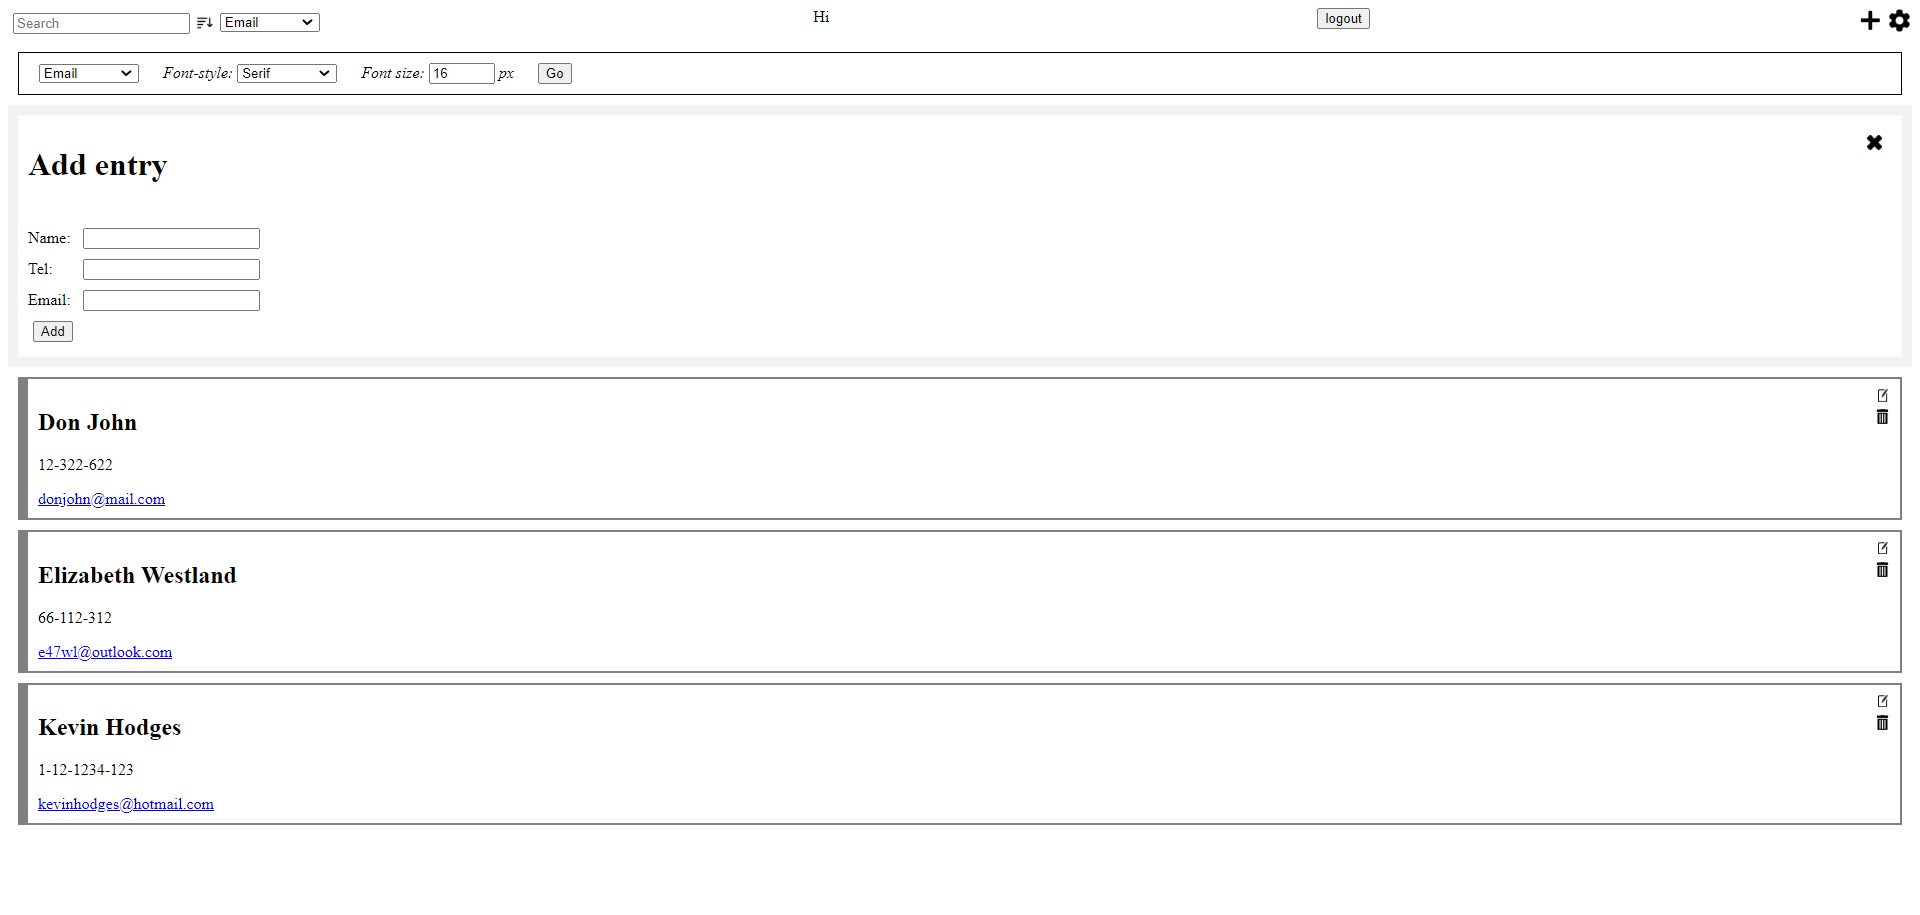 Search Email Hi logout
Email Font-style: Serif Font size: 16 px Go
Add entry
Name:
Tel:
Email:
Add
Don John
12-322-622
donjohn@mail.com
Elizabeth Westland
66-112-312
e47wl@outlook.com
Kevin Hodges
1-12-1234-123
kevinhodges@hotmail.com